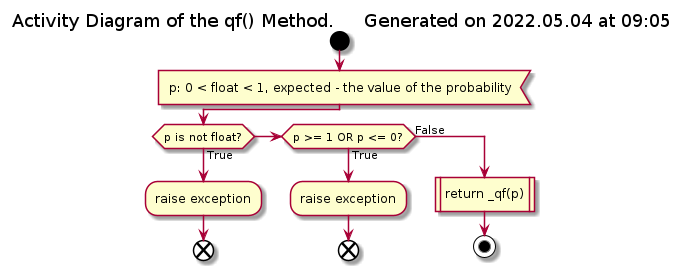 Activity Diagram of the qf() Method. Generated on 2022.05.04 at 09:05
p: 0 < float < 1, expected - the value of the probability
p is not float?
p >= 1 OR p <= 0?
False
True
True
raise exception
raise exception
return _qf(p)